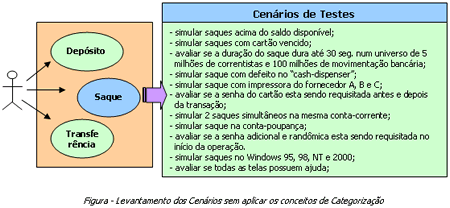 Cenários de Testes
Depósito
Saque
Transfe
rência
- simular saques acima do saldo disponível;
- simular saques com cartão vencido;
- avaliar se a duração do saque dura até 30 seg. num universo de 5
milhões de correntistas e 100 milhões de movimentação bancária;
- simular saque com defeito no "cash-dispenser";
- simular saque com impressora do fornecedor A, B e C;
- avaliar se a senha do cartão esta sendo requisitada antes e depois
da transação;
- simular 2 saques simultâneos na mesma conta-corrente;
- simular saque na conta-poupança;
- avaliar se a senha adicional e randômica esta sendo requisitada no
início da operação.
- simular saques no Windows 95, 98, NT e 2000;
- avaliar se todas as telas possuem ajuda;
Figura - Levantamento dos Cenários sem aplicar os conceitos de Categorização